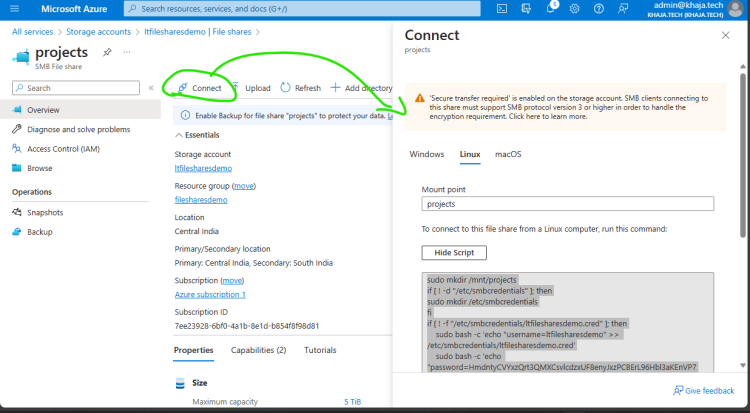 Microsoft Azure
Search resources, services, and docs (G+/)
5
admin@khaja.tech
KHAJA.TECH (KHAJA.TECH)
All services > Storage accounts > ltfilesharesdemo | File shares >
projects
SMB File share
Search
Overview
Diagnose and solve problems
Access Control (IAM)
Browse
Operations
Snapshots
Backup
Connect
Upload
Refresh
Add directory
Enable Backup for file share "projects" to protect your data.
Essentials
Storage account
ltfilesharesdemo
Resource group (move)
filesharesdemo
Location
Central India
Primary/Secondary location
Primary: Central India, Secondary: South India
Subscription (move)
Azure subscription 1
Subscription ID
7ee23928-6bf0-4a1b-8e1d-b854f8f98d81
Properties
Capabilities (2)
Tutorials
Size
Maximum capacity
5 TiB
Connect
projects
'Secure transfer required' is enabled on the storage account. SMB clients connecting to
this share must support SMB protocol version 3 or higher in order to handle the
encryption requirement. Click here to learn more.
Windows
Linux
macOS
Mount point
projects
To connect to this file share from a Linux computer, run this command:
Hide Script
sudo mkdir /mnt/projects
if [ ! -d "/etc/smbcredentials" ]; then
sudo mkdir /etc/smbcredentials
fi
if [ ! -f "/etc/smbcredentials/ltfilesharesdemo.cred" ]; then
sudo bash -c 'echo "username=ltfilesharesdemo" >>
/etc/smbcredentials/ltfilesharesdemo.cred'
sudo bash -c 'echo
Give feedback